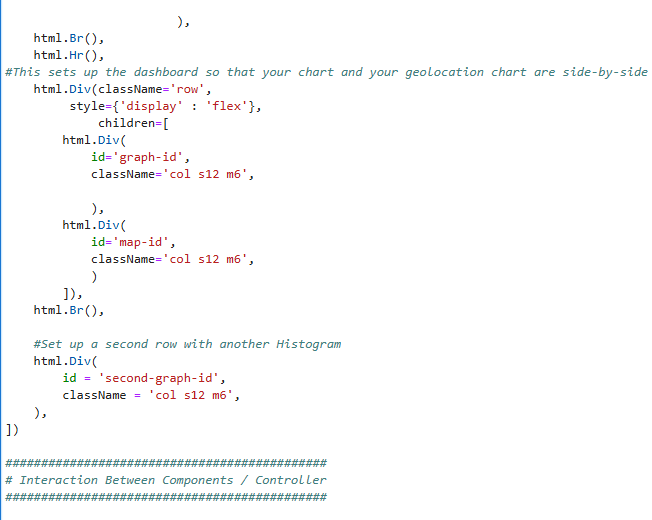 ),
html.Br(),
html.Hr(),
#This sets up the dashboard so that your chart and your geolocation chart are side-by-side
html.Div(className='row',
style={'display' : 'flex'},
children=[
html.Div(
id='graph-id',
className='col s12 m6',
),
html.Div(
id='map-id',
className='col s12 m6',
)
]),
html.Br(),
#Set up a second row with another Histogram
html.Div(
id = 'second-graph-id',
className = 'col s12 m6',
),
])
#############################################
# Interaction Between Components / Controller
#############################################